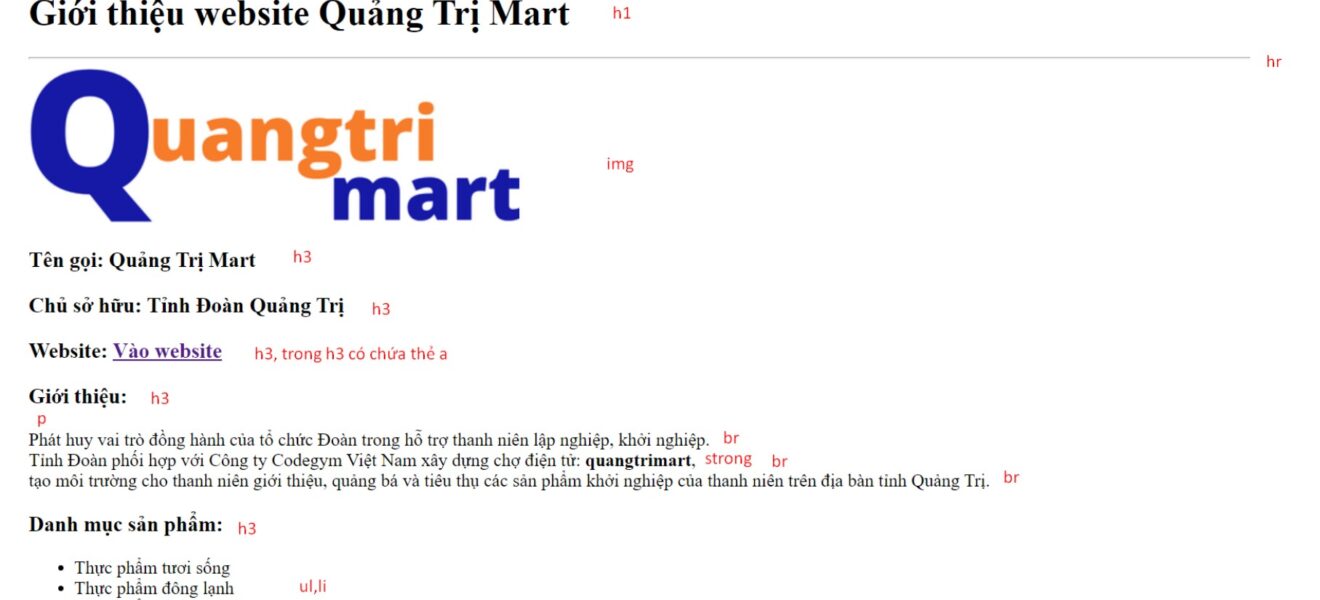 Giới thiệu website Quảng Trị Mart h1
hr
Quangtri
mart
img
Tên gọi: Quảng Trị Mart h3
Chủ sở hữu: Tỉnh Đoàn Quảng Trị h3
Website: Vào website h3, trong h3 có chứa thẻ a
Giới thiệu: h3
p
Phát huy vai trò đồng hành của tổ chức Đoàn trong hỗ trợ thanh niên lập nghiệp, khởi nghiệp. br
Tỉnh Đoàn phối hợp với Công ty Codegym Việt Nam xây dựng chợ điện tử: quangtrimart, strong br
tạo môi trường cho thanh niên giới thiệu, quảng bá và tiêu thụ các sản phẩm khởi nghiệp của thanh niên trên địa bàn tỉnh Quảng Trị. br
Danh mục sản phẩm: h3
• Thực phẩm tươi sống
• Thực phẩm đông lạnh ul,li